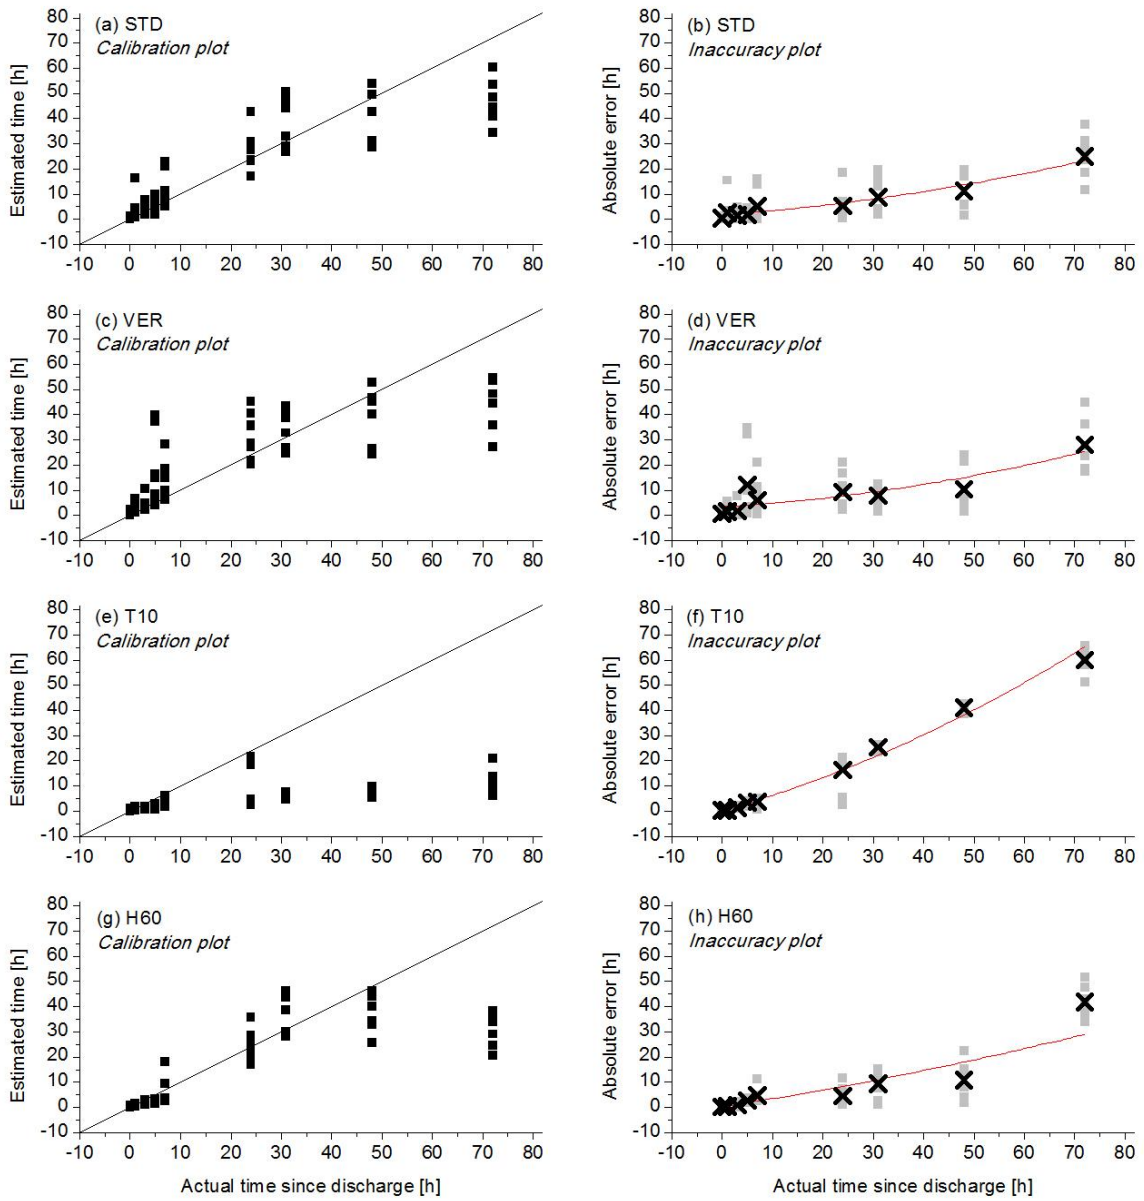 (a) STD
Calibration plot
Estimated time [h]
80
70
60
50
40
30
20
10
0
-10
-10 0 10 20 30 40 50 60 70 80
(b) STD
Inaccuracy plot
Absolute error [h]
80
70
60
50
40
30
20
10
0
-10
-10 0 10 20 30 40 50 60 70 80
(c) VER
Calibration plot
Estimated time [h]
80
70
60
50
40
30
20
10
0
-10
-10 0 10 20 30 40 50 60 70 80
(d) VER
Inaccuracy plot
Absolute error [h]
80
70
60
50
40
30
20
10
0
-10
-10 0 10 20 30 40 50 60 70 80
(e) T10
Calibration plot
Estimated time [h]
80
70
60
50
40
30
20
10
0
-10
-10 0 10 20 30 40 50 60 70 80
(f) T10
Inaccuracy plot
Absolute error [h]
80
70
60
50
40
30
20
10
0
-10
-10 0 10 20 30 40 50 60 70 80
(g) H60
Calibration plot
Estimated time [h]
80
70
60
50
40
30
20
10
0
-10
-10 0 10 20 30 40 50 60 70 80
Actual time since discharge [h]
(h) H60
Inaccuracy plot
Absolute error [h]
80
70
60
50
40
30
20
10
0
-10
-10 0 10 20 30 40 50 60 70 80
Actual time since discharge [h]